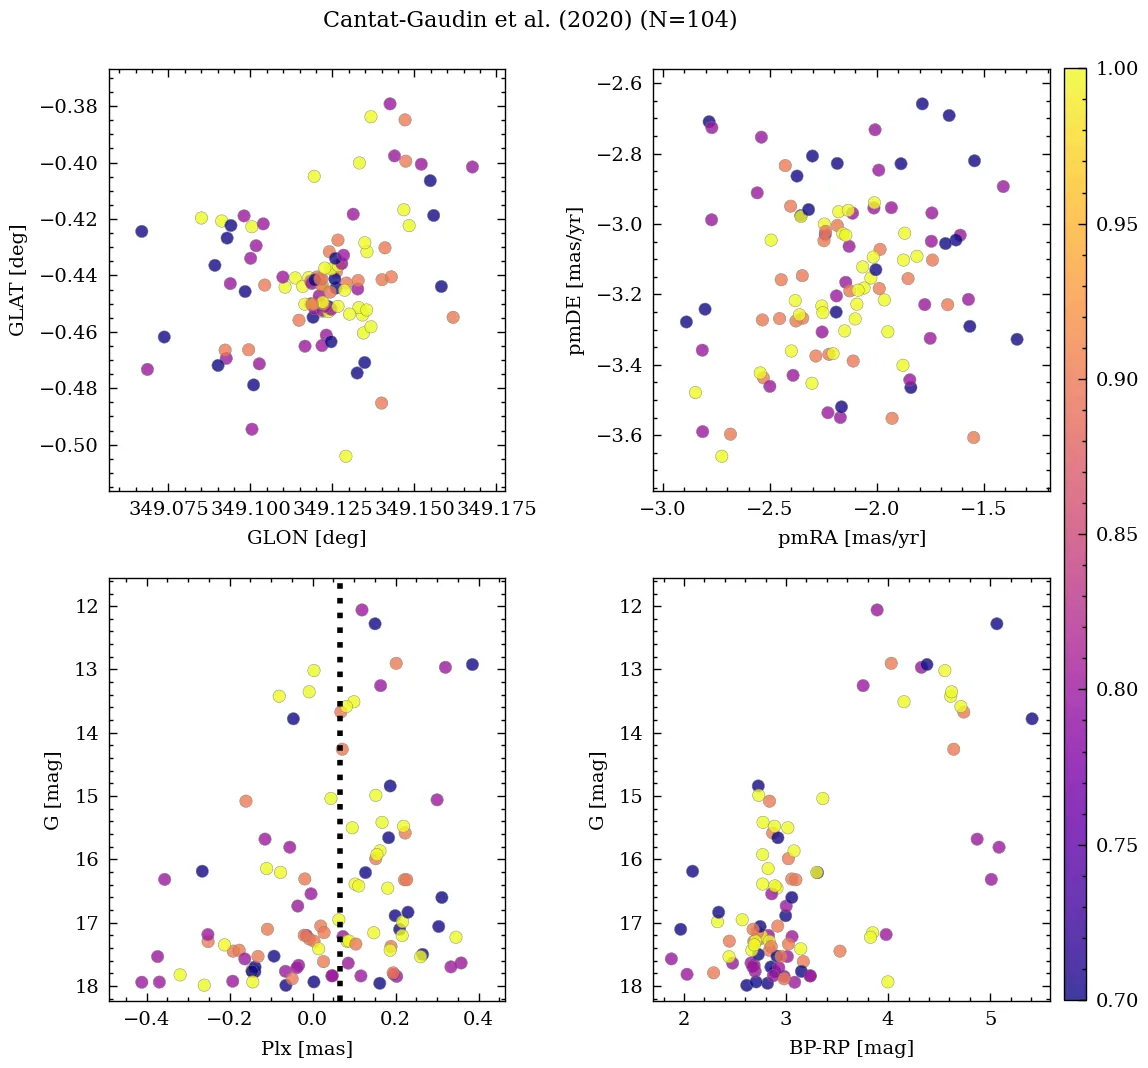 Cantat-Gaudin et al. (2020) (N=104)
−0.38
−0.40
−0.42
−0.44
−0.46
−0.48
−0.50
GLAT [deg]
349.075 349.100 349.125 349.150 349.175
GLON [deg]
−2.6
−2.8
−3.0
−3.2
−3.4
−3.6
pmDE [mas/yr]
−3.0 −2.5 −2.0 −1.5
pmRA [mas/yr]
12
13
14
15
16
17
18
G [mag]
−0.4 −0.2 0.0 0.2 0.4
Plx [mas]
12
13
14
15
16
17
18
G [mag]
2 3 4 5
BP-RP [mag]
1.00
0.95
0.90
0.85
0.80
0.75
0.70